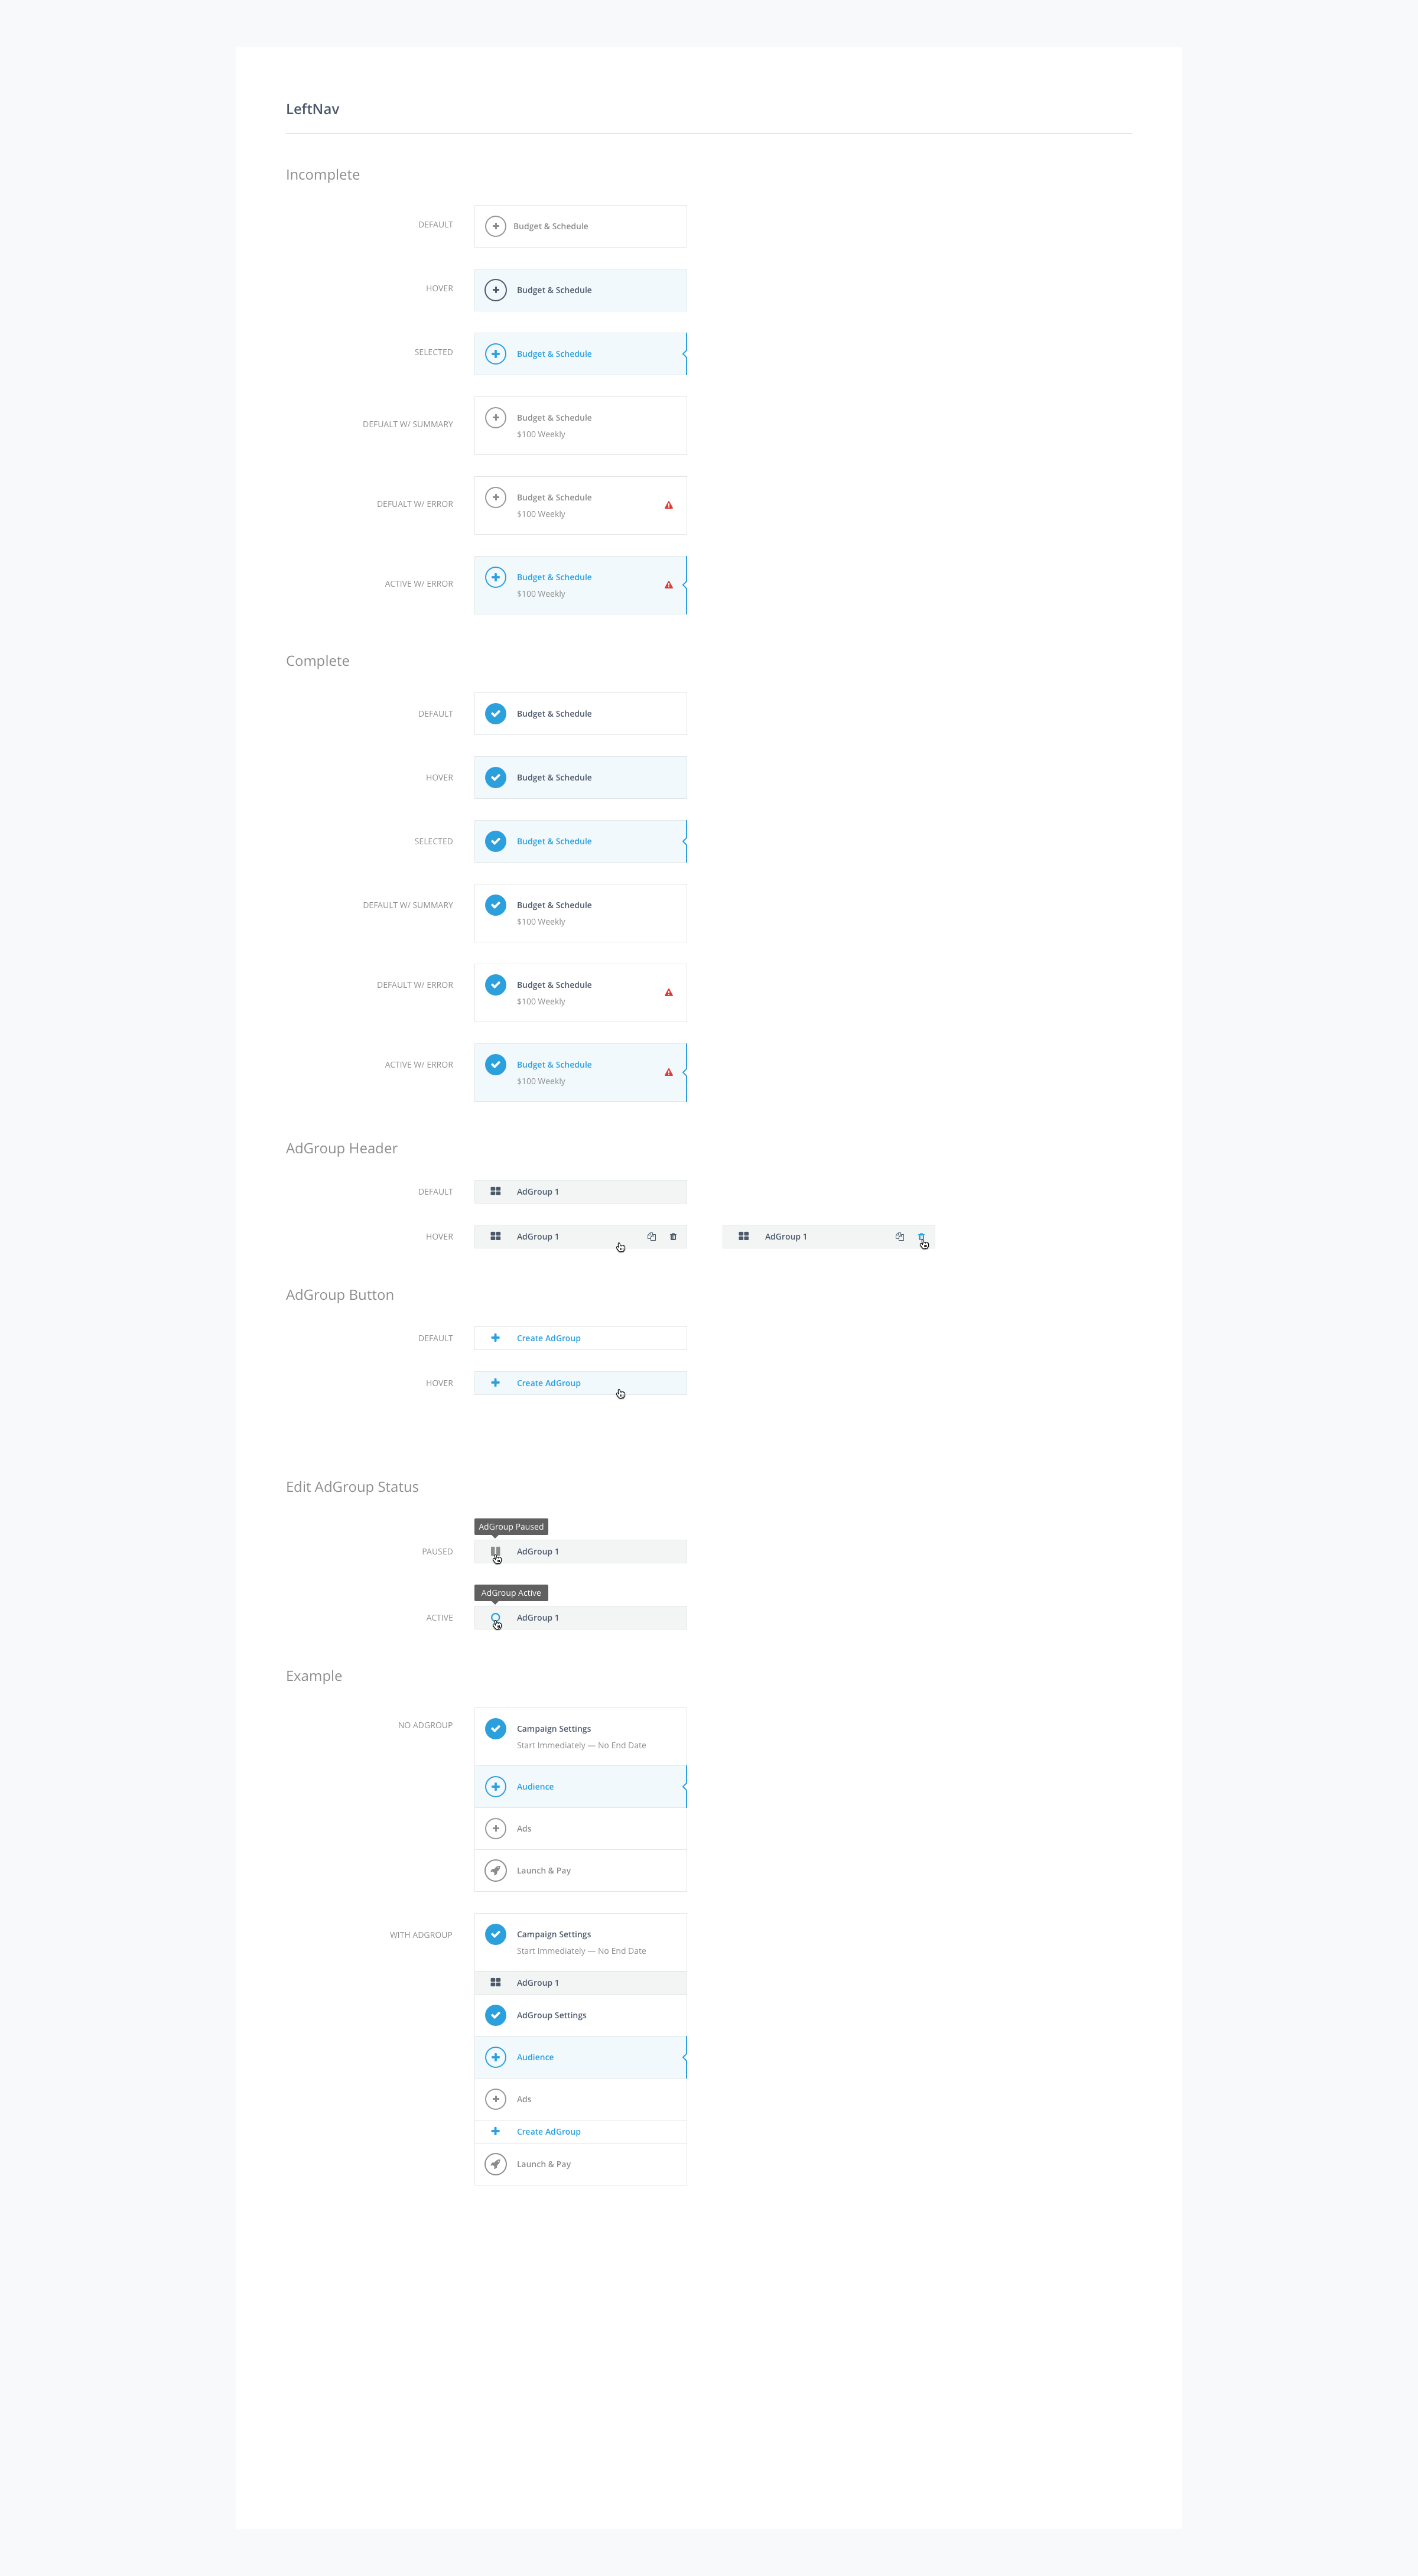 LeftNav
Incomplete
DEFAULT
Budget & Schedule
HOVER
Budget & Schedule
SELECTED
Budget & Schedule
DEFUALT W/ SUMMARY
Budget & Schedule
$100 Weekly
DEFUALT W/ ERROR
Budget & Schedule
$100 Weekly
ACTIVE W/ ERROR
Budget & Schedule
$100 Weekly
Complete
DEFAULT
Budget & Schedule
HOVER
Budget & Schedule
SELECTED
Budget & Schedule
DEFAULT W/ SUMMARY
Budget & Schedule
$100 Weekly
DEFAULT W/ ERROR
Budget & Schedule
$100 Weekly
ACTIVE W/ ERROR
Budget & Schedule
$100 Weekly
AdGroup Header
DEFAULT
AdGroup 1
HOVER
AdGroup 1
AdGroup 1
AdGroup Button
DEFAULT
Create AdGroup
HOVER
Create AdGroup
Edit AdGroup Status
AdGroup Paused
PAUSED
AdGroup 1
AdGroup Active
ACTIVE
AdGroup 1
Example
NO ADGROUP
Campaign Settings
Start Immediately — No End Date
Audience
Ads
Launch & Pay
WITH ADGROUP
Campaign Settings
Start Immediately — No End Date
AdGroup 1
AdGroup Settings
Audience
Ads
Create AdGroup
Launch & Pay